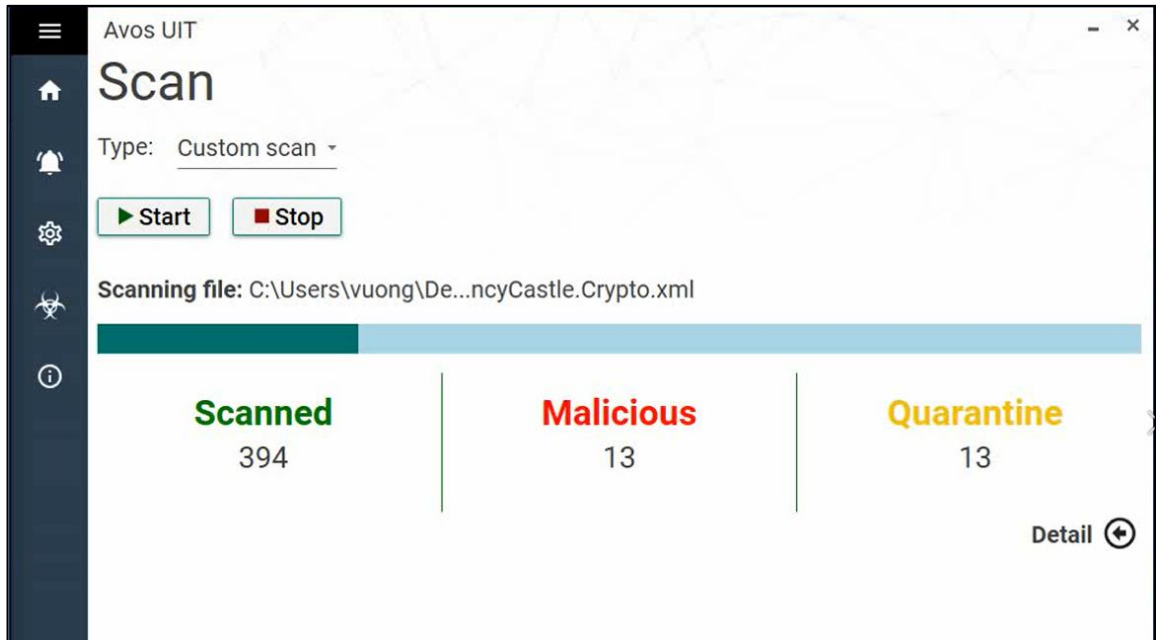 Avos UIT
Scan
Type: Custom scan
Start Stop
Scanning file: C:\Users\vuong\De...ncyCastle.Crypto.xml
Scanned Malicious Quarantine
394 13 13
Detail